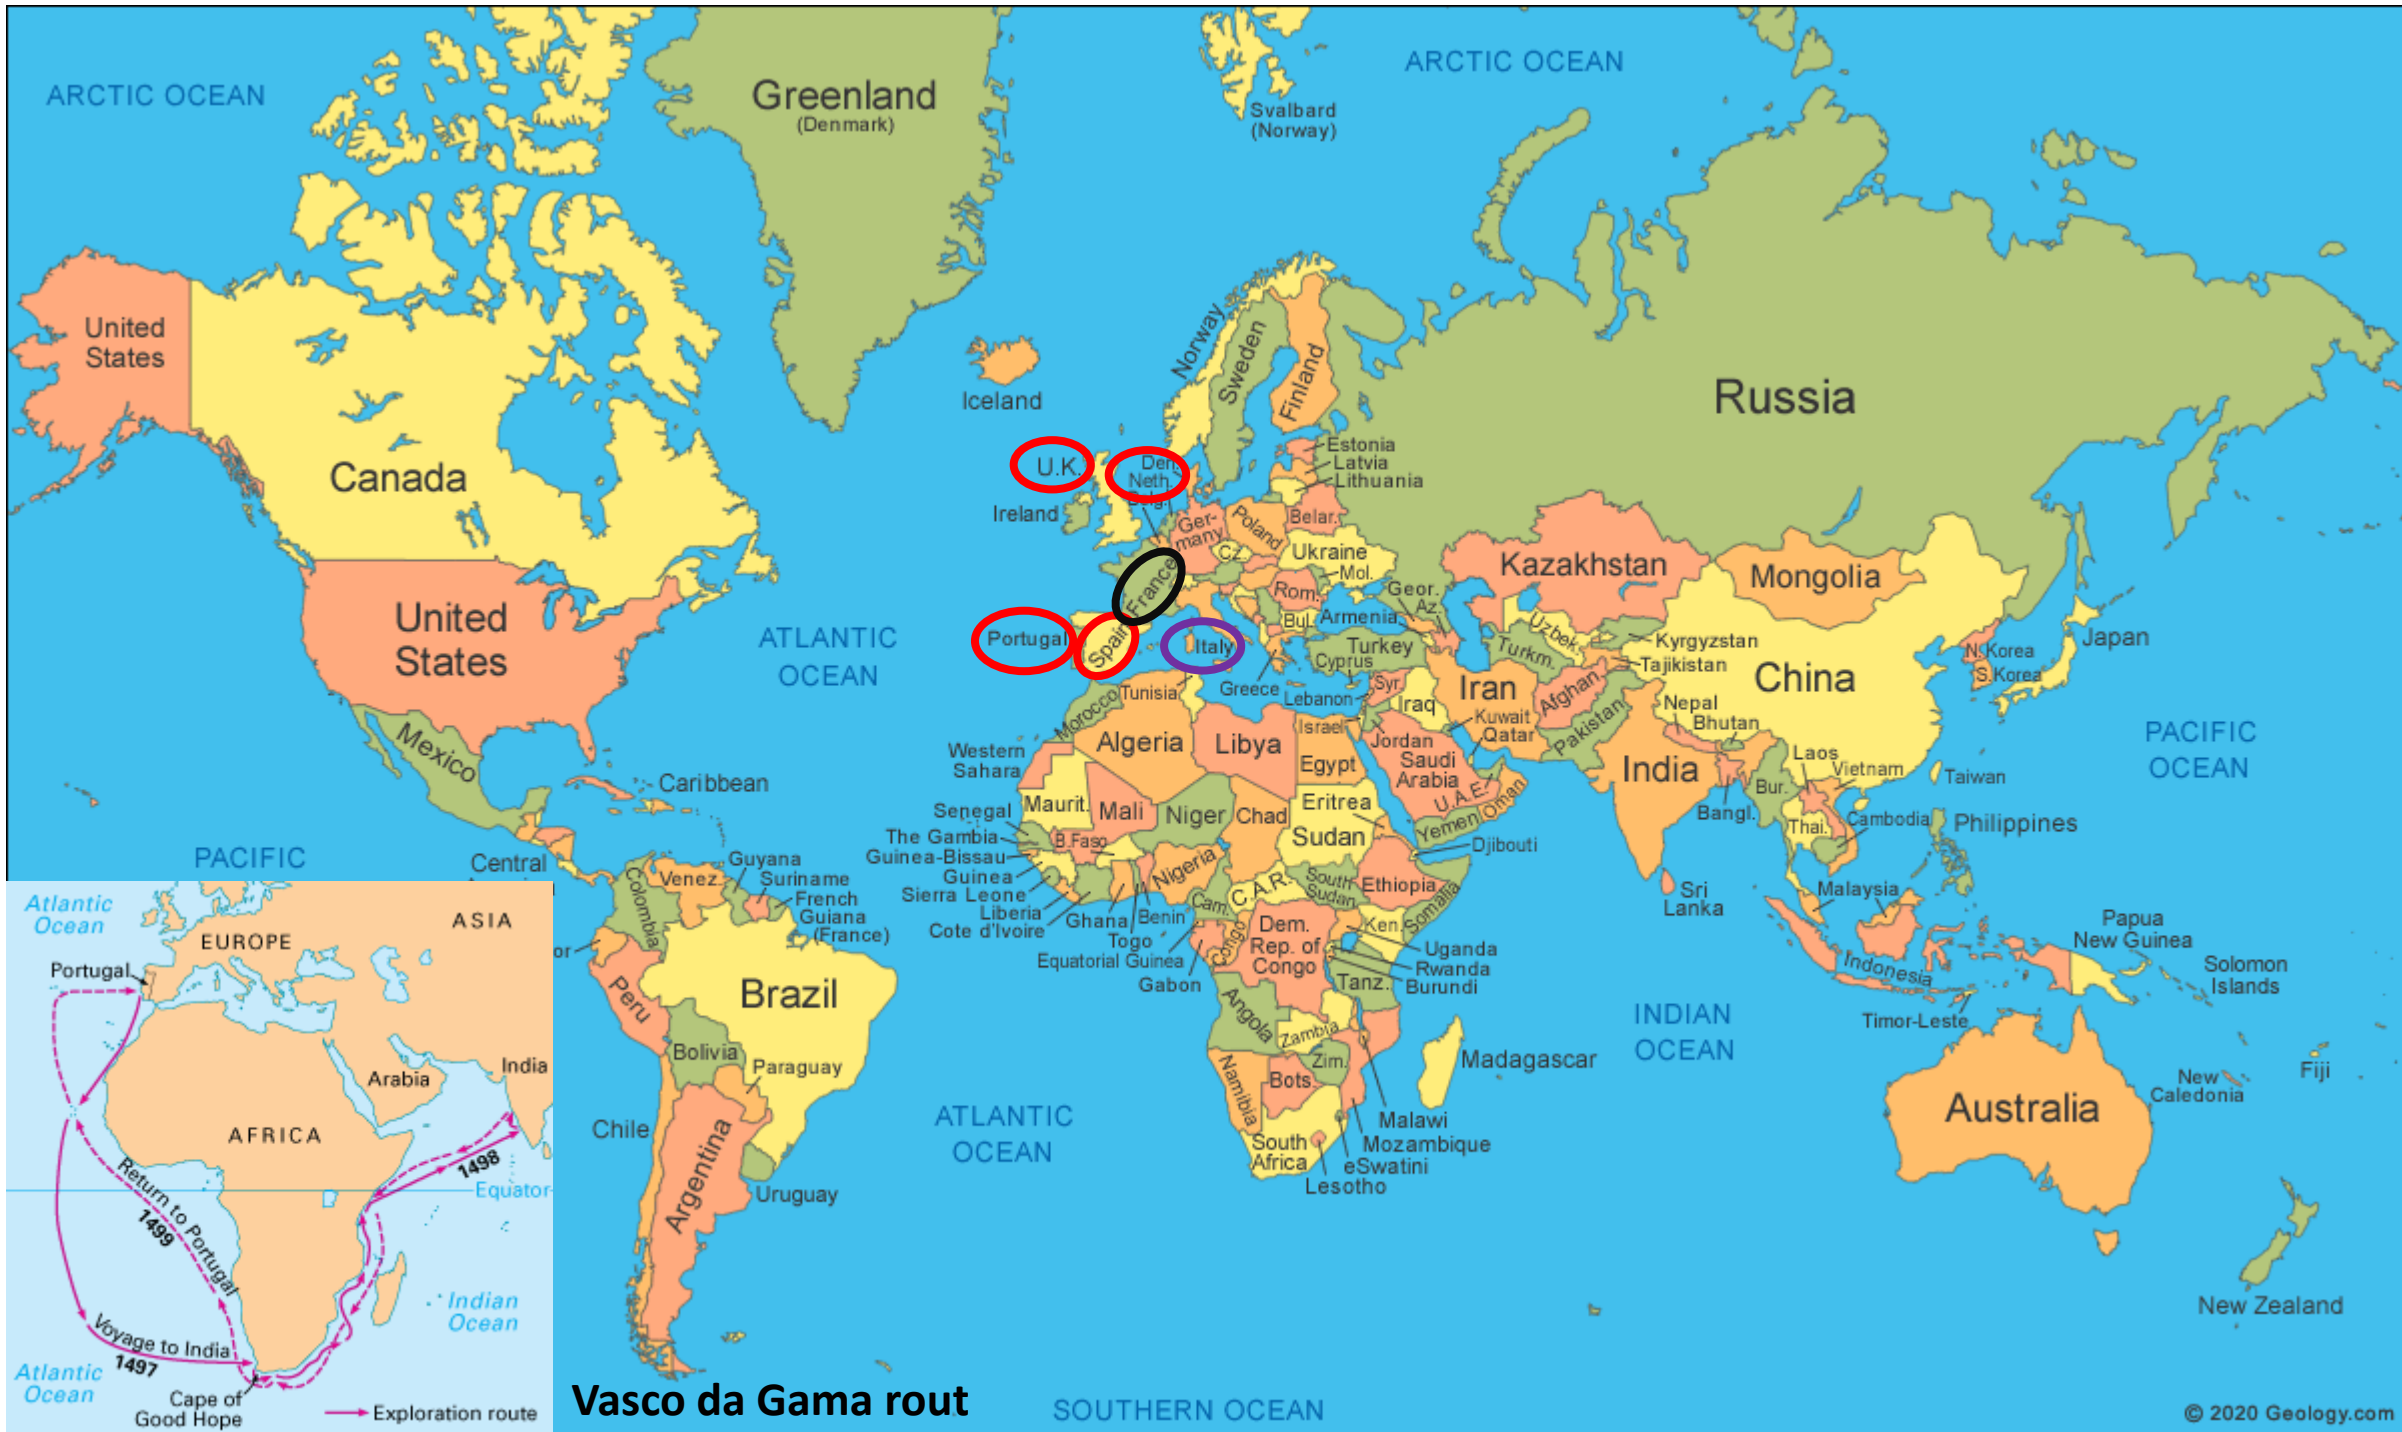 ARCTIC OCEAN
ARCTIC OCEAN
Greenland
(Denmark)
Svalbard
(Norway)
United
States
Canada
Iceland
Norway
Sweden
Finland
Russia
U.K.
Den.
Neth.
Belg.
Ireland
Estonia
Latvia
Lithuania
Ger-
many
Poland
Belar.
Cz.
Ukraine
Mol.
France
Rom.
Geor.
Az.
Kazakhstan
Mongolia
United
States
ATLANTIC
OCEAN
Portugal
Spain
Italy
Bul.
Armenia
Turkey
Cyprus
Greece
Lebanon
Syr.
Iraq
Iran
Uzbek.
Turkm.
Kyrgyzstan
Tajikistan
Afghan.
Pakistan
China
N.Korea
S.Korea
Japan
Mexico
Morocco
Tunisia
Algeria
Libya
Israel
Egypt
Jordan
Kuwait
Qatar
Saudi
Arabia
U.A.E.
Oman
Yemen
Nepal
Bhutan
India
Bangl.
Bur.
Laos
Vietnam
Taiwan
Thai.
Cambodia
Philippines
PACIFIC
OCEAN
Western
Sahara
Caribbean
Maurit.
Mali
Niger
Chad
Eritrea
Sudan
Djibouti
Senegal
The Gambia
Guinea-Bissau
Guinea
Sierra Leone
Liberia
Cote d'Ivoire
B.Faso
Ghana
Togo
Benin
Nigeria
Cam.
Equatorial Guinea
Gabon
Congo
C.A.R.
South
Sudan
Ethiopia
Somalia
Dem.
Rep. of
Congo
Ken.
Uganda
Rwanda
Burundi
Tanz.
Sri
Lanka
Malaysia
Indonesia
Papua
New Guinea
Solomon
Islands
Timor-Leste
PACIFIC
Central
Guyana
Suriname
French
Guiana
(France)
Venez.
Colombia
or
Peru
Brazil
Bolivia
Paraguay
Chile
Argentina
Uruguay
ATLANTIC
OCEAN
Angola
Zambia
Zim.
Namibia
Bots.
South
Africa
Malawi
Mozambique
eSwatini
Lesotho
Madagascar
INDIAN
OCEAN
Australia
New
Caledonia
Fiji
New Zealand
SOUTHERN OCEAN
© 2020 Geology.com
Atlantic
Ocean
EUROPE
ASIA
Portugal
Arabia
India
AFRICA
1498
Equator
Return to Portugal
1499
Indian
Ocean
Voyage to India
1497
Atlantic
Ocean
Cape of
Good Hope
Exploration route
Vasco da Gama rout